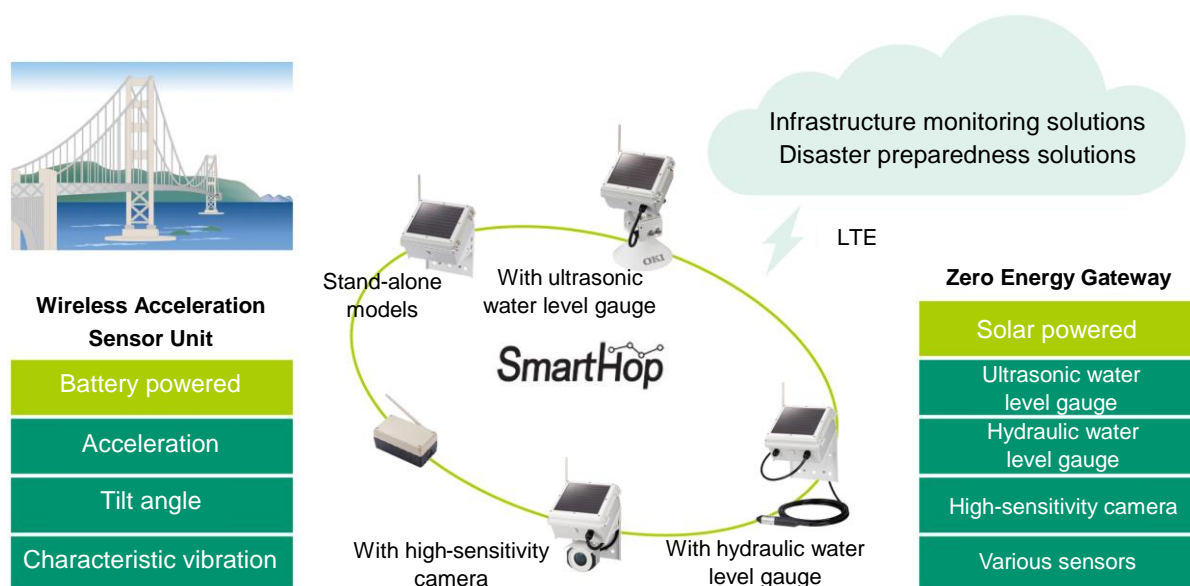 Infrastructure monitoring solutions
Disaster preparedness solutions
LTE
OKI
Stand-alone
models
With ultrasonic
water level gauge
SmartHop
With high-sensitivity
camera
With hydraulic water
level gauge
Wireless Acceleration
Sensor Unit
Battery powered
Acceleration
Tilt angle
Characteristic vibration
Zero Energy Gateway
Solar powered
Ultrasonic water
level gauge
Hydraulic water
level gauge
High-sensitivity camera
Various sensors